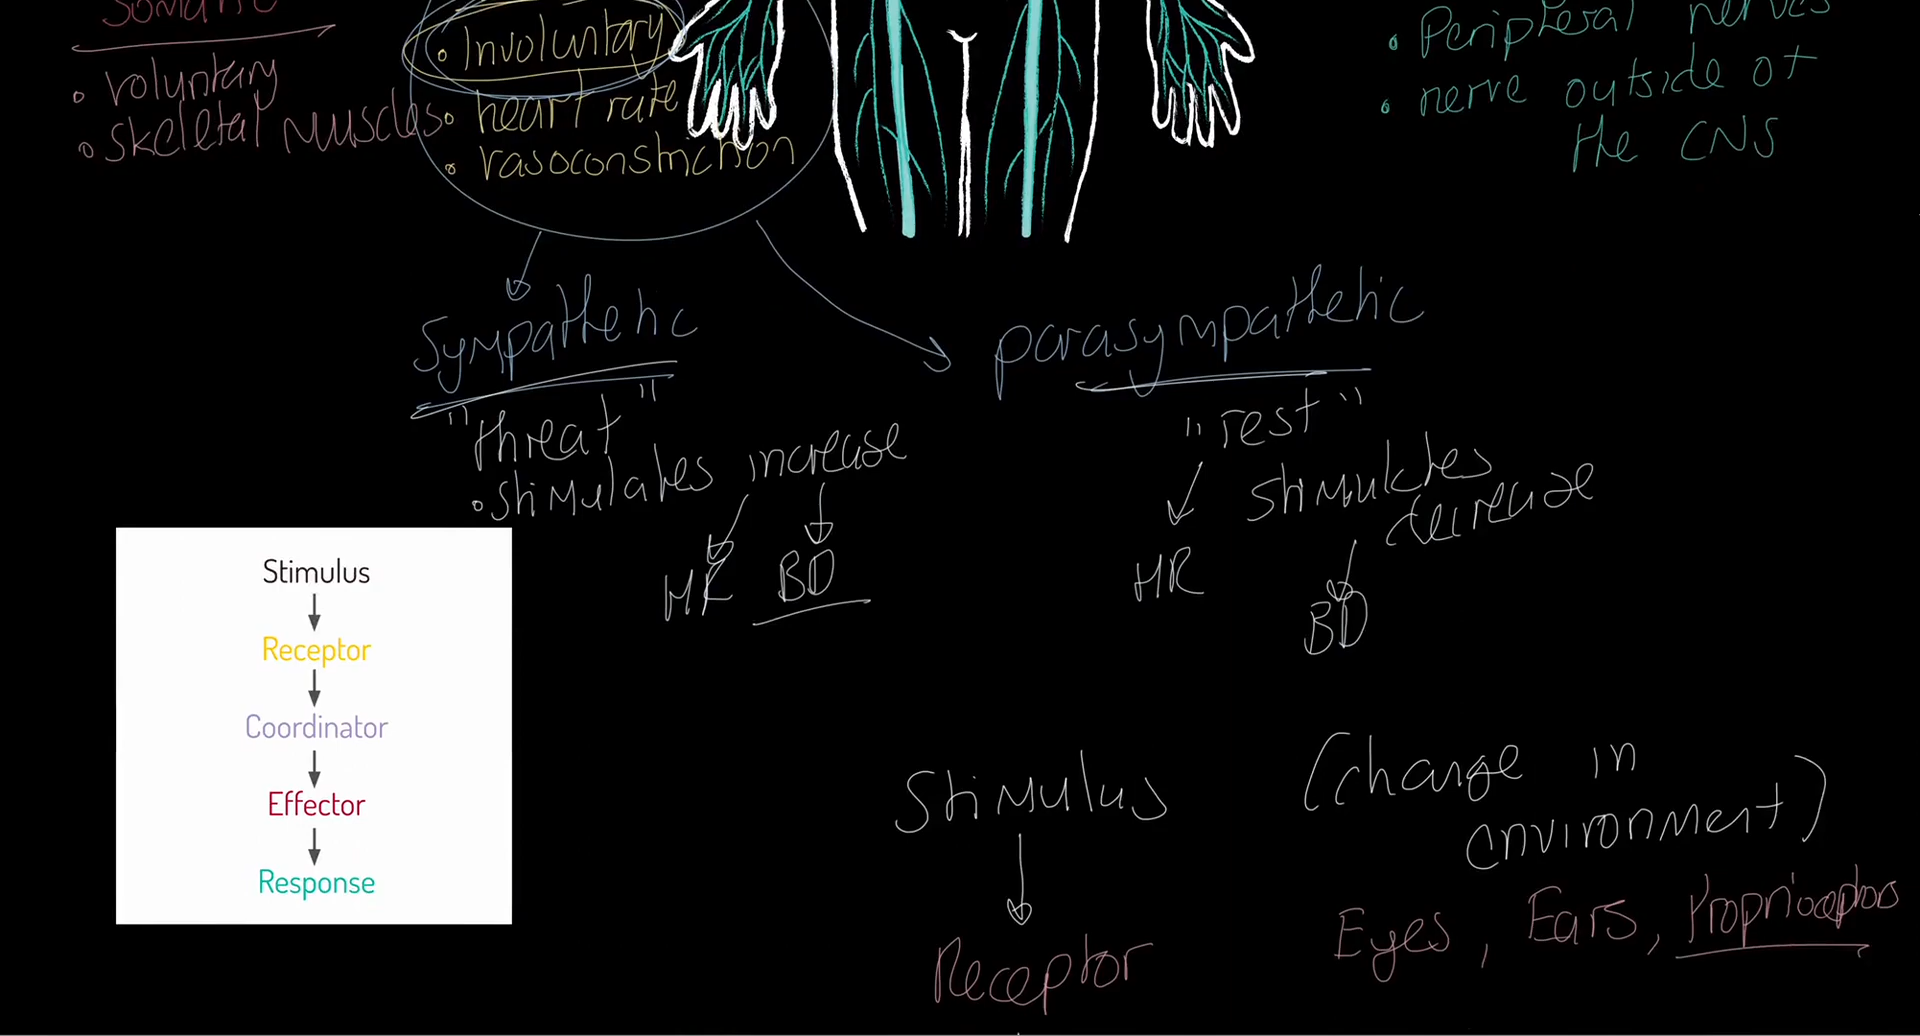 Somatic
• voluntary
• skeletal muscles
• Involuntary
• heart rate
• vasoconstriction
• Peripheral nerves
• nerve outside of
the CNS
Sympathetic
"threat"
• stimulates increase
HR BD
parasympathetic
"rest"
stimulates
decrease
HR
BD
Stimulus
Receptor
Coordinator
Effector
Response
Stimulus (change in
environment)
Receptor Eyes, Ears, Proprioceptors